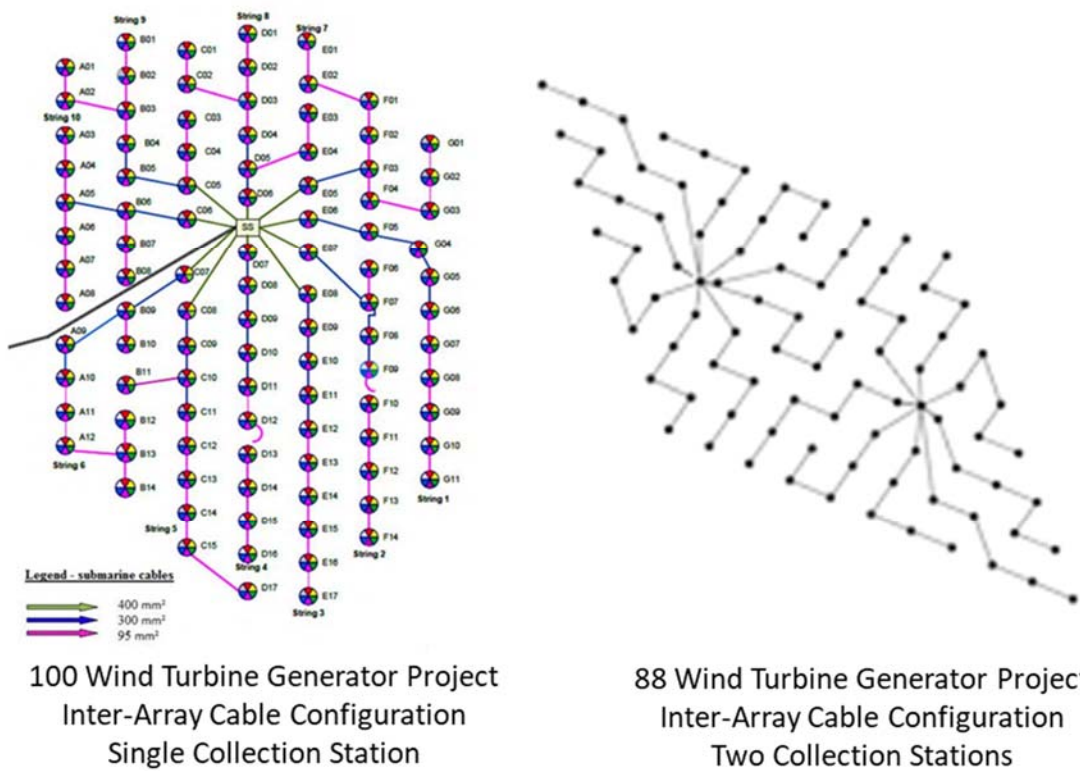 String 10
A01
A02
A03
A04
A05
A06
A07
A08
A09
A10
A11
A12
String 6
String 9
B01
B02
B03
B04
B05
B06
B07
B08
B09
B10
B11
B12
B13
B14
C01
C02
C03
C04
C05
C06
C07
C08
C09
C10
C11
C12
C13
C14
C15
String 5
String 8
D01
D02
D03
D04
D05
D06
SS
D07
D08
D09
D10
D11
D12
D13
D14
D15
D16
String 4
D17
String 7
E01
E02
E03
E04
E05
E06
E07
E08
E09
E10
E11
E12
E13
E14
E15
E16
E17
String 3
F01
F02
F03
F04
F05
F06
F07
F08
F09
F10
F11
F12
F13
F14
String 2
G01
G02
G03
G04
G05
G06
G07
G08
G09
G10
G11
String 1
Legend - submarine cables
400 mm²
300 mm²
95 mm²
100 Wind Turbine Generator Project
Inter-Array Cable Configuration
Single Collection Station
88 Wind Turbine Generator Project
Inter-Array Cable Configuration
Two Collection Stations